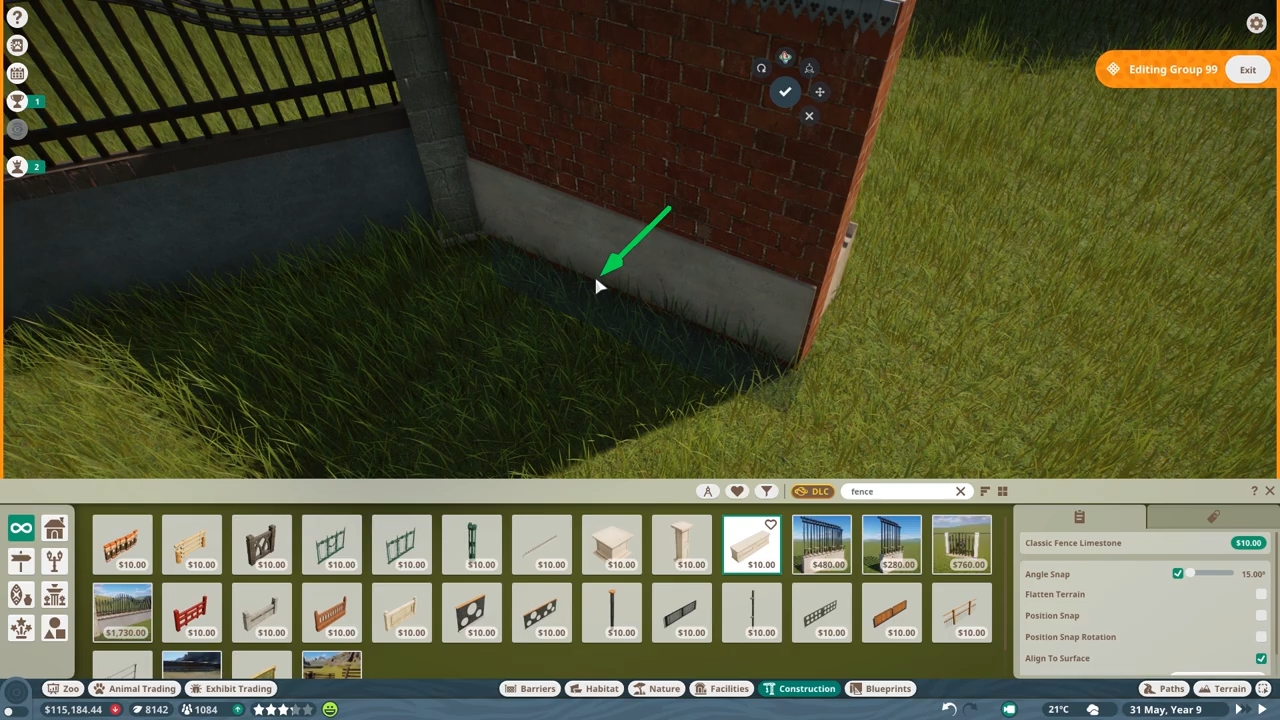 ?
1
2
Editing Group 99 Exit
DLC fence
? ×
$10.00 $10.00 $10.00 $10.00 $10.00 $10.00 $10.00 $10.00 $10.00 $10.00 $480.00 $280.00 $760.00
$1,730.00 $10.00 $10.00 $10.00 $10.00 $10.00 $10.00 $10.00 $10.00 $10.00 $10.00 $10.00 $10.00
Classic Fence Limestone $10.00
Angle Snap 15.00°
Flatten Terrain
Position Snap
Position Snap Rotation
Align To Surface
Zoo Animal Trading Exhibit Trading Barriers Habitat Nature Facilities Construction Blueprints Paths Terrain
$115,184.44 8142 1084 21°C 31 May, Year 9